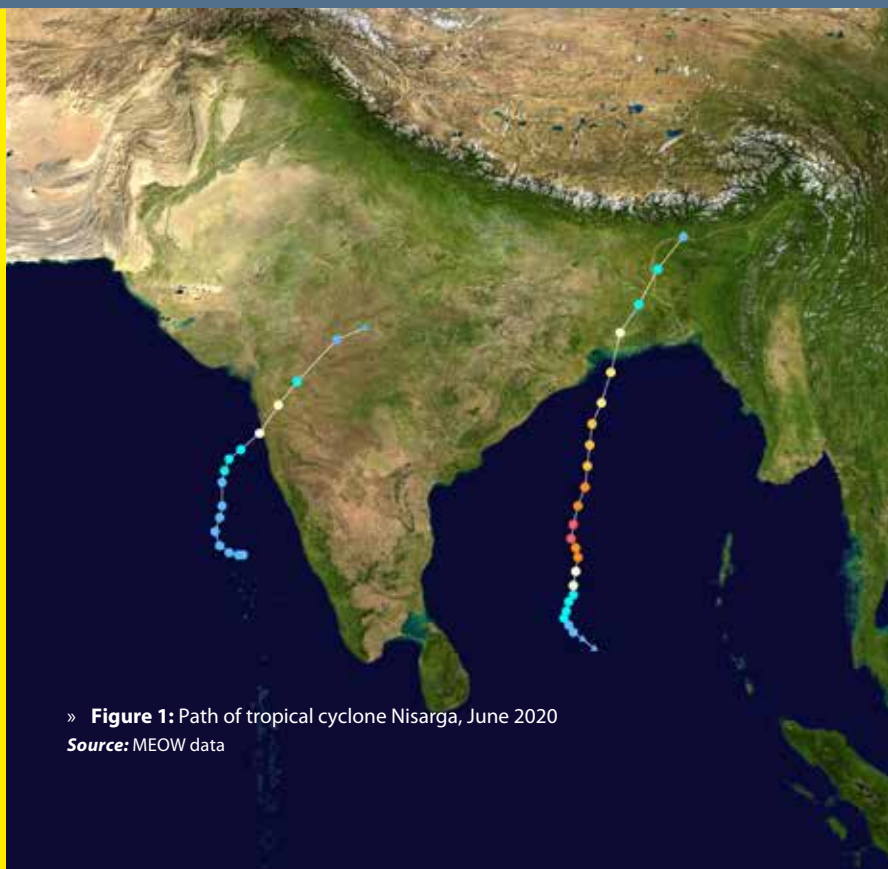 » Figure 1: Path of tropical cyclone Nisarga, June 2020
Source: MEOW data